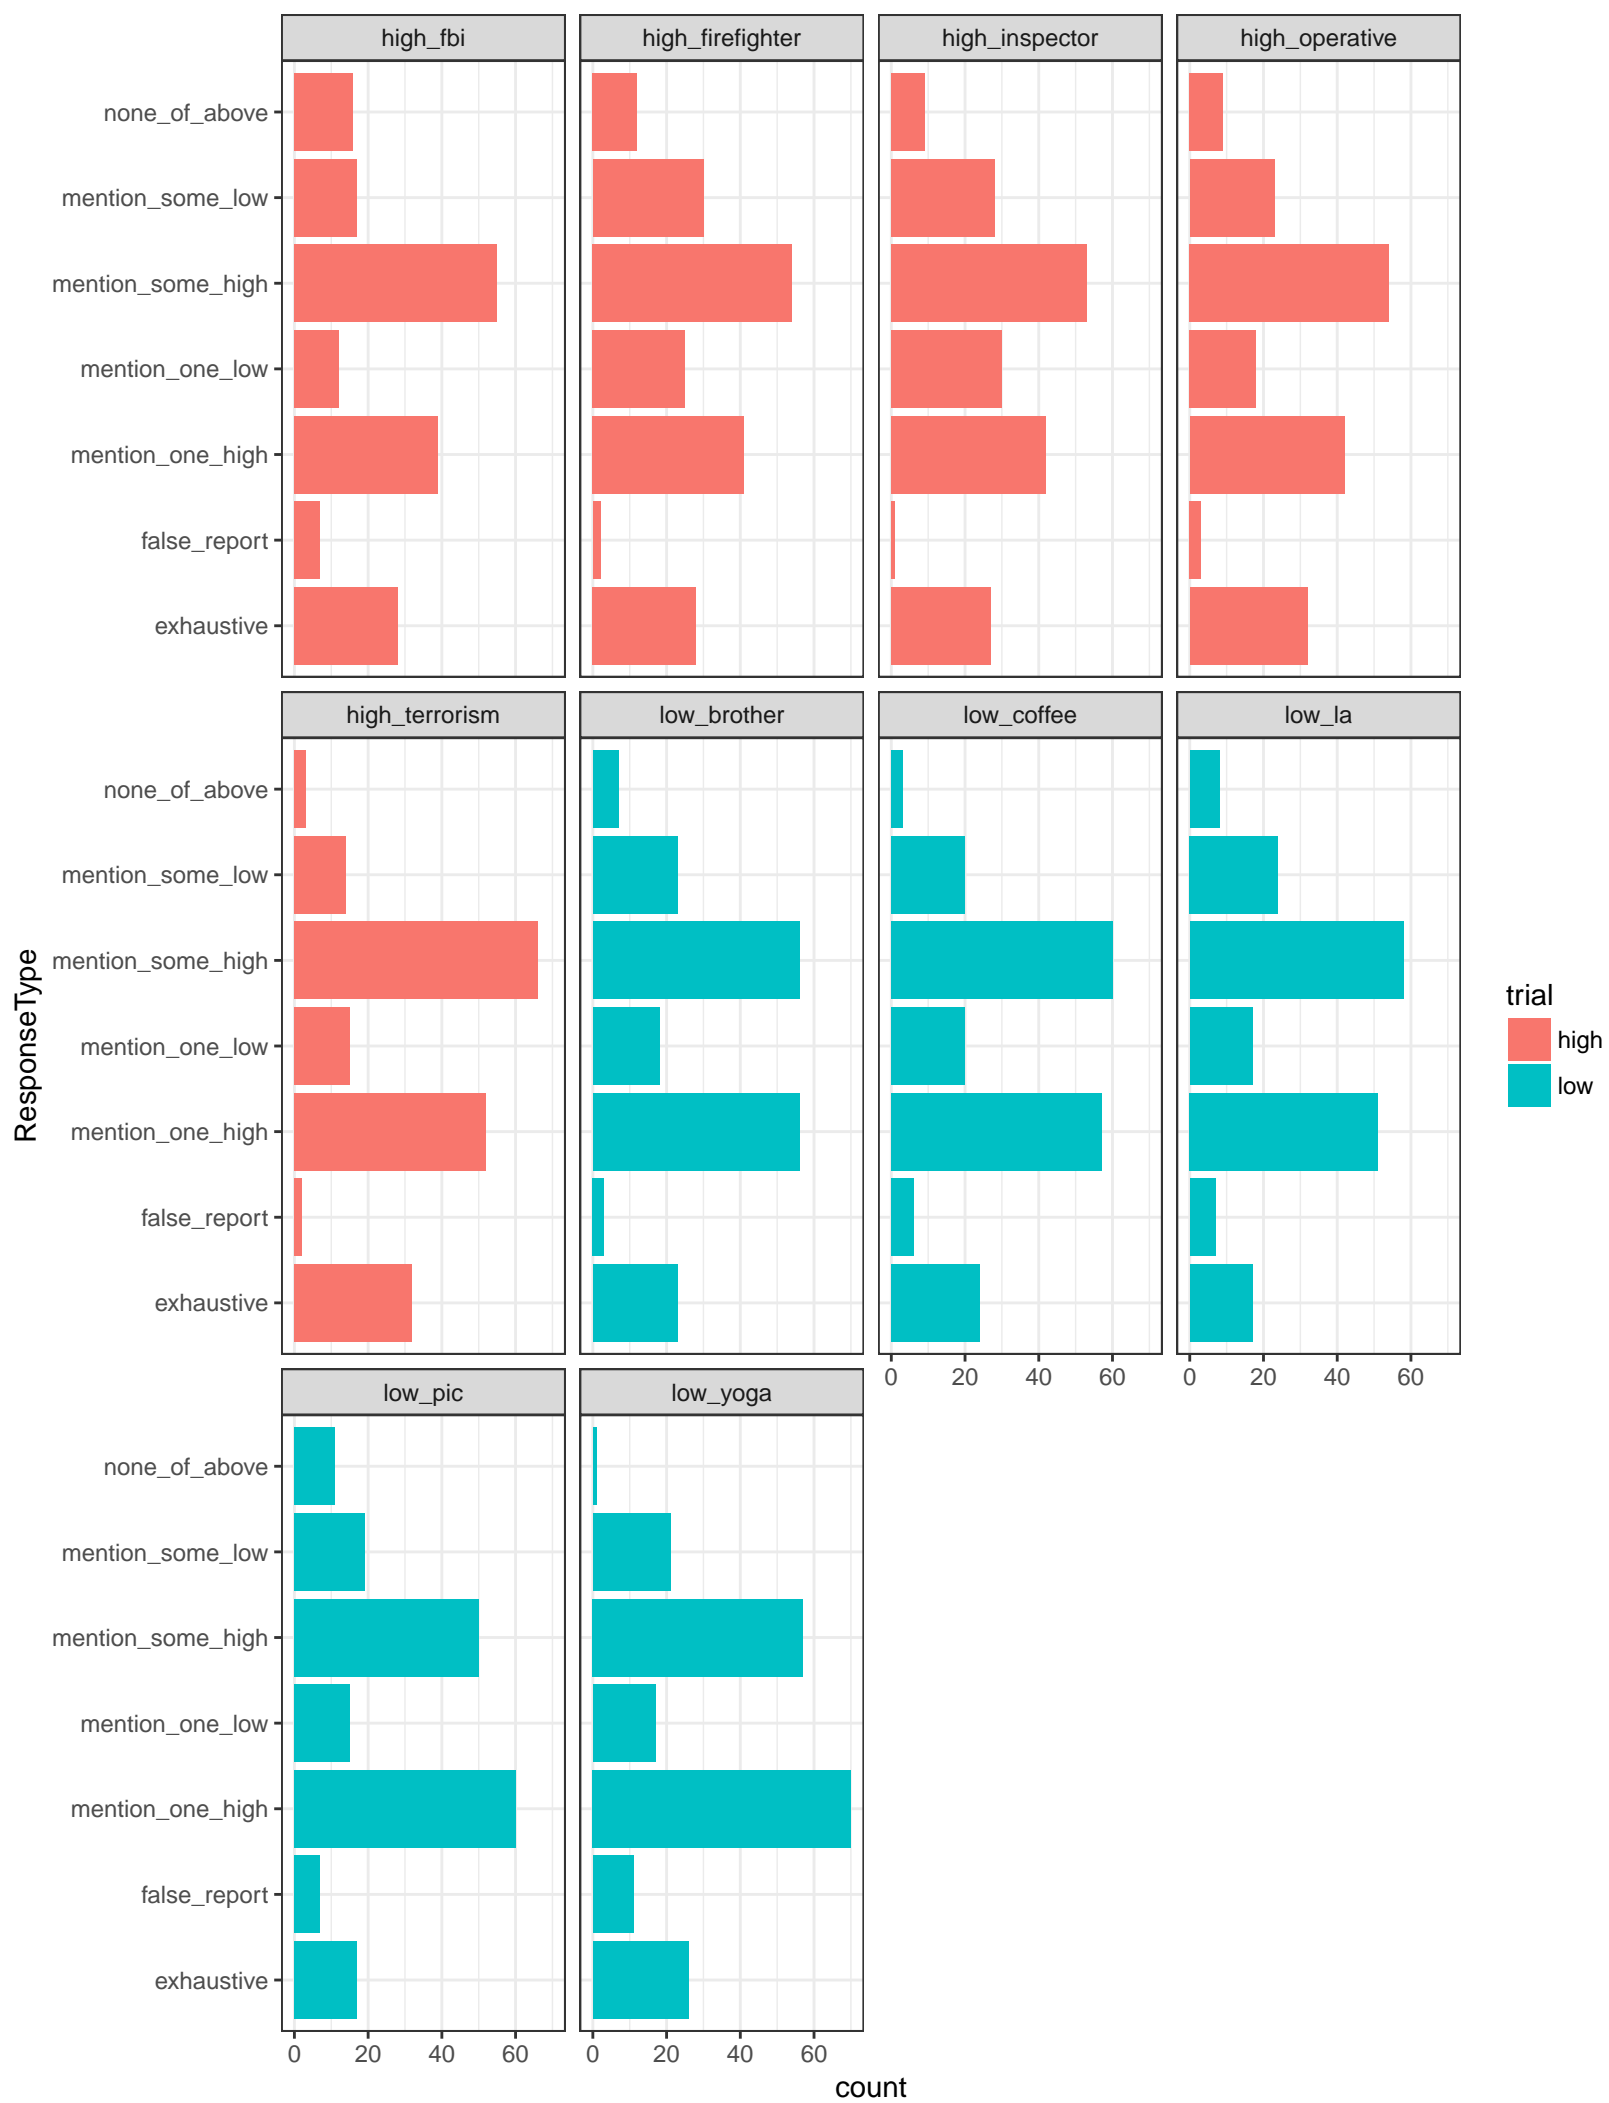 high_fbi high_firefighter high_inspector high_operative
none_of_above
mention_some_low
mention_some_high
mention_one_low
mention_one_high
false_report
exhaustive
high_terrorism low_brother low_coffee low_la
none_of_above
mention_some_low
mention_some_high
mention_one_low
mention_one_high
false_report
exhaustive
0 20 40 60 0 20 40 60
low_pic low_yoga
none_of_above
mention_some_low
mention_some_high
mention_one_low
mention_one_high
false_report
exhaustive
0 20 40 60 0 20 40 60
count
ResponseType
trial
high
low